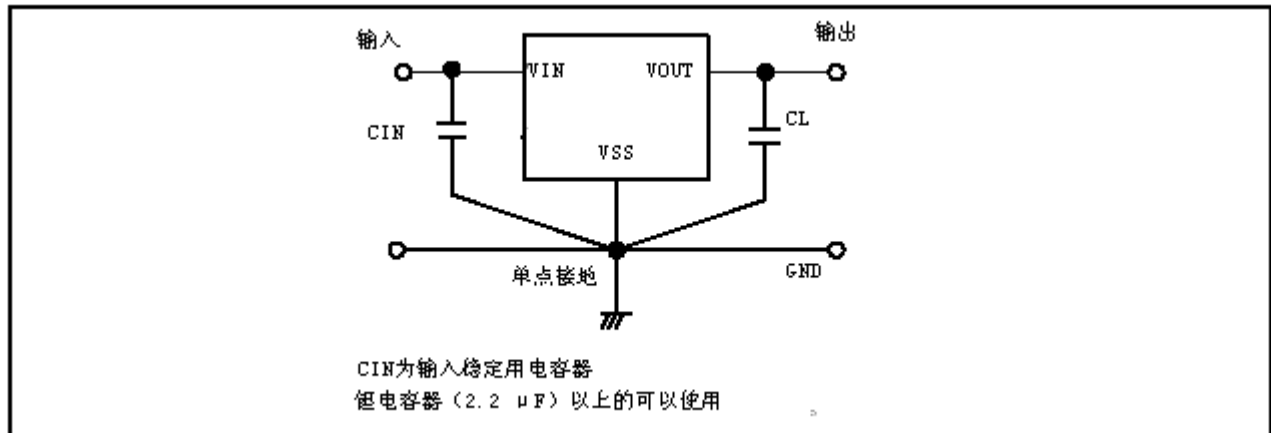 输入
输出
VIN
VOUT
CIN
CL
VSS
单点接地
GND
CIN为输入稳定用电容器
钽电容器（2.2 μF）以上的可以使用